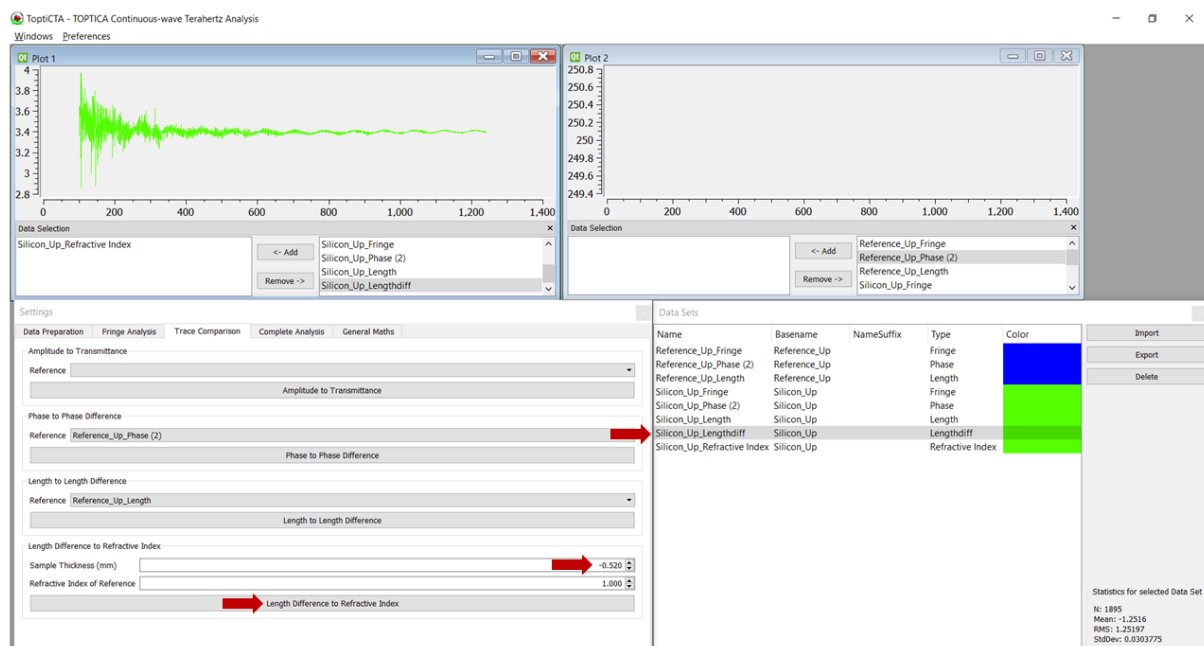 ToptiCTA - TOPTICA Continuous-wave Terahertz Analysis
Windows Preferences
Plot 1
4
3.8
3.6
3.4
3.2
3
2.8
0 200 400 600 800 1,000 1,200 1,400
Data Selection
Silicon_Up_Refractive Index
<- Add
Remove ->
Silicon_Up_Fringe
Silicon_Up_Phase (2)
Silicon_Up_Length
Silicon_Up_Lengthdiff
Plot 2
250.8
250.6
250.4
250.2
250
249.8
249.6
249.4
0 200 400 600 800 1,000 1,200 1,400
Data Selection
<- Add
Remove ->
Reference_Up_Fringe
Reference_Up_Phase (2)
Reference_Up_Length
Silicon_Up_Fringe
Settings
Data Preparation Fringe Analysis Trace Comparison Complete Analysis General Maths
Amplitude to Transmittance
Reference
Amplitude to Transmittance
Phase to Phase Difference
Reference Reference_Up_Phase (2)
Phase to Phase Difference
Length to Length Difference
Reference Reference_Up_Length
Length to Length Difference
Length Difference to Refractive Index
Sample Thickness (mm) -0.520
Refractive Index of Reference 1.000
Length Difference to Refractive Index
Data Sets
Name Basename NameSuffix Type Color
Reference_Up_Fringe Reference_Up Fringe
Reference_Up_Phase (2) Reference_Up Phase
Reference_Up_Length Reference_Up Length
Silicon_Up_Fringe Silicon_Up Fringe
Silicon_Up_Phase (2) Silicon_Up Phase
Silicon_Up_Length Silicon_Up Length
Silicon_Up_Lengthdiff Silicon_Up Lengthdiff
Silicon_Up_Refractive Index Silicon_Up Refractive Index
Import
Export
Delete
Statistics for selected Data Set
N: 1895
Mean: -1.2516
RMS: 1.25197
StdDev: 0.0303775